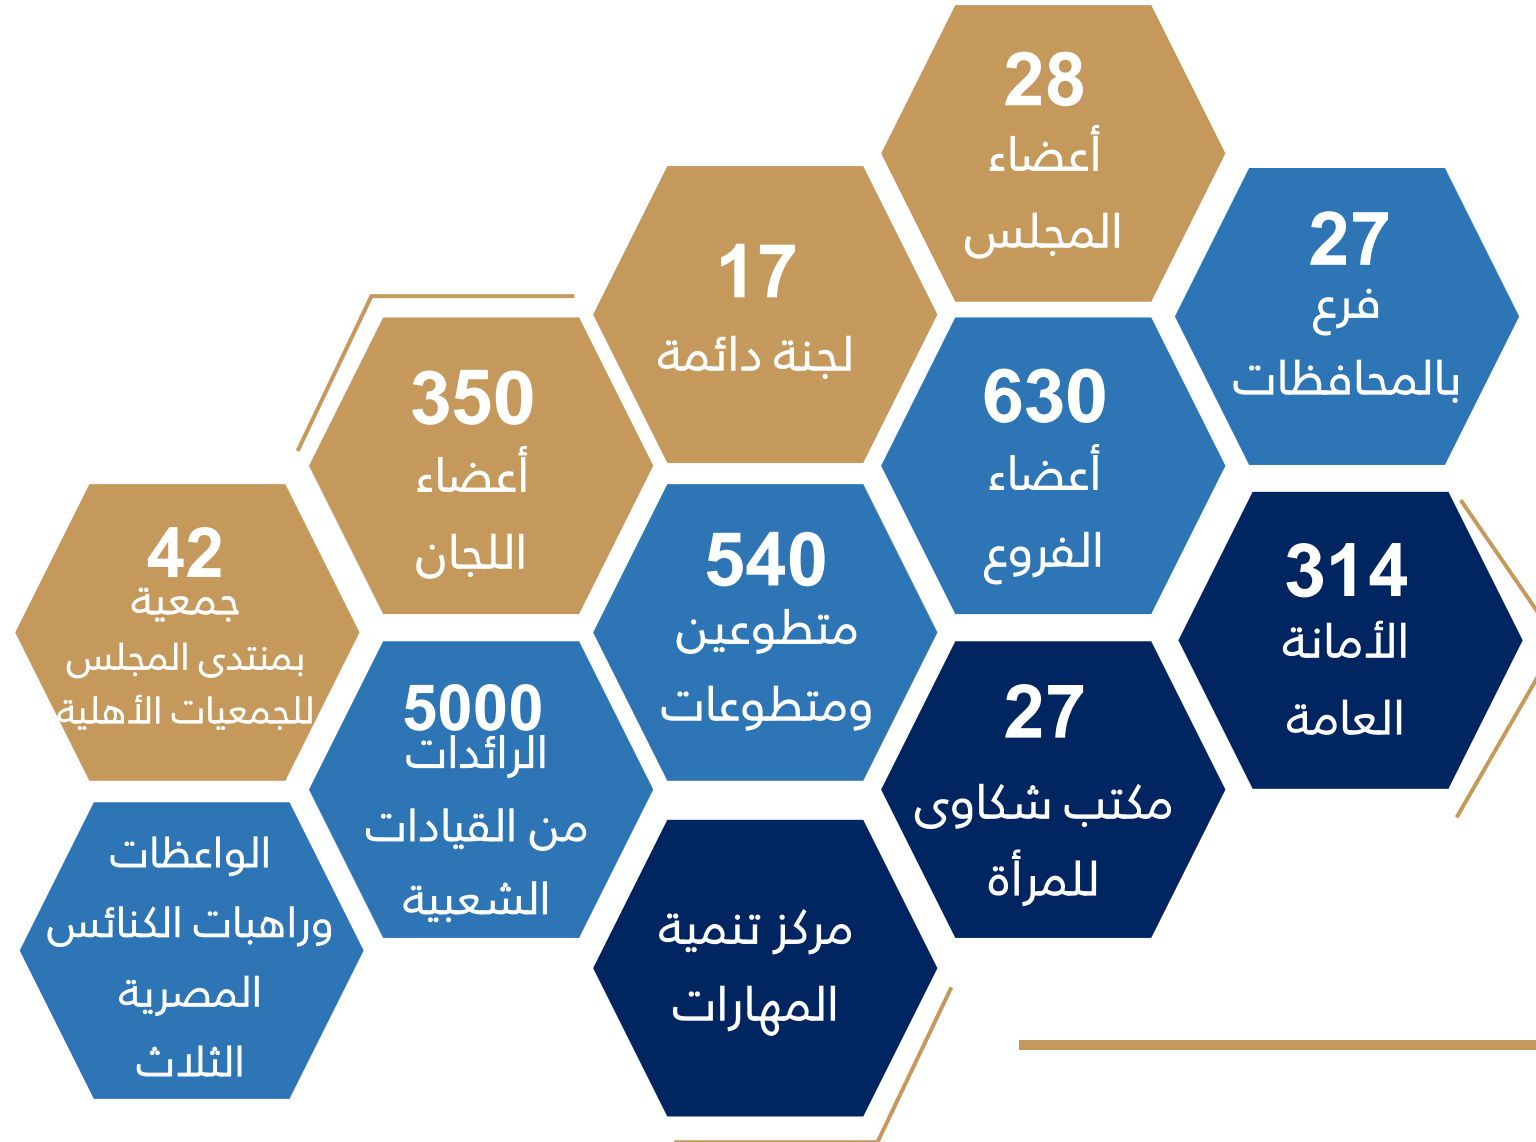 28
أعضاء
المجلس
27
فرع
بالمحافظات
17
لجنة دائمة
350
أعضاء
اللجان
630
أعضاء
الفروع
42
جمعية
بمنتدى المجلس
للجمعيات الأهلية
540
متطوعين
ومتطوعات
314
الأمانة
العامة
5000
الرائدات
من القيادات
الشعبية
27
مكتب شكاوى
للمرأة
الواعظات
وراهبات الكنائس
المصرية
الثلاث
مركز تنمية
المهارات